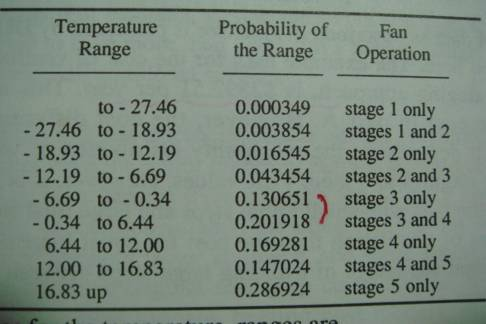 Temperature Range Probability of the Range Fan Operation
to - 27.46 0.000349 stage 1 only
- 27.46 to - 18.93 0.003854 stages 1 and 2
- 18.93 to - 12.19 0.016545 stage 2 only
- 12.19 to - 6.69 0.043454 stages 2 and 3
- 6.69 to - 0.34 0.130651 stage 3 only
- 0.34 to 6.44 0.201918 stages 3 and 4
6.44 to 12.00 0.169281 stage 4 only
12.00 to 16.83 0.147024 stages 4 and 5
16.83 up 0.286924 stage 5 only